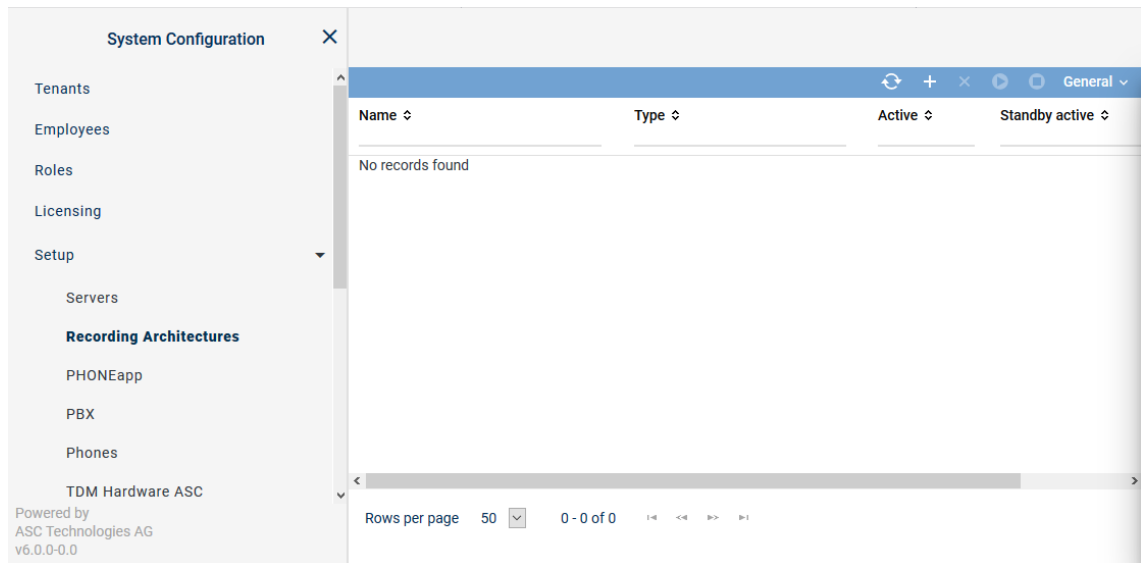 System Configuration
Tenants
Employees
Roles
Licensing
Setup
Servers
Recording Architectures
PHONEapp
PBX
Phones
TDM Hardware ASC
Powered by
ASC Technologies AG
v6.0.0-0.0
General
Name Type Active Standby active
No records found
Rows per page 50 0 - 0 of 0